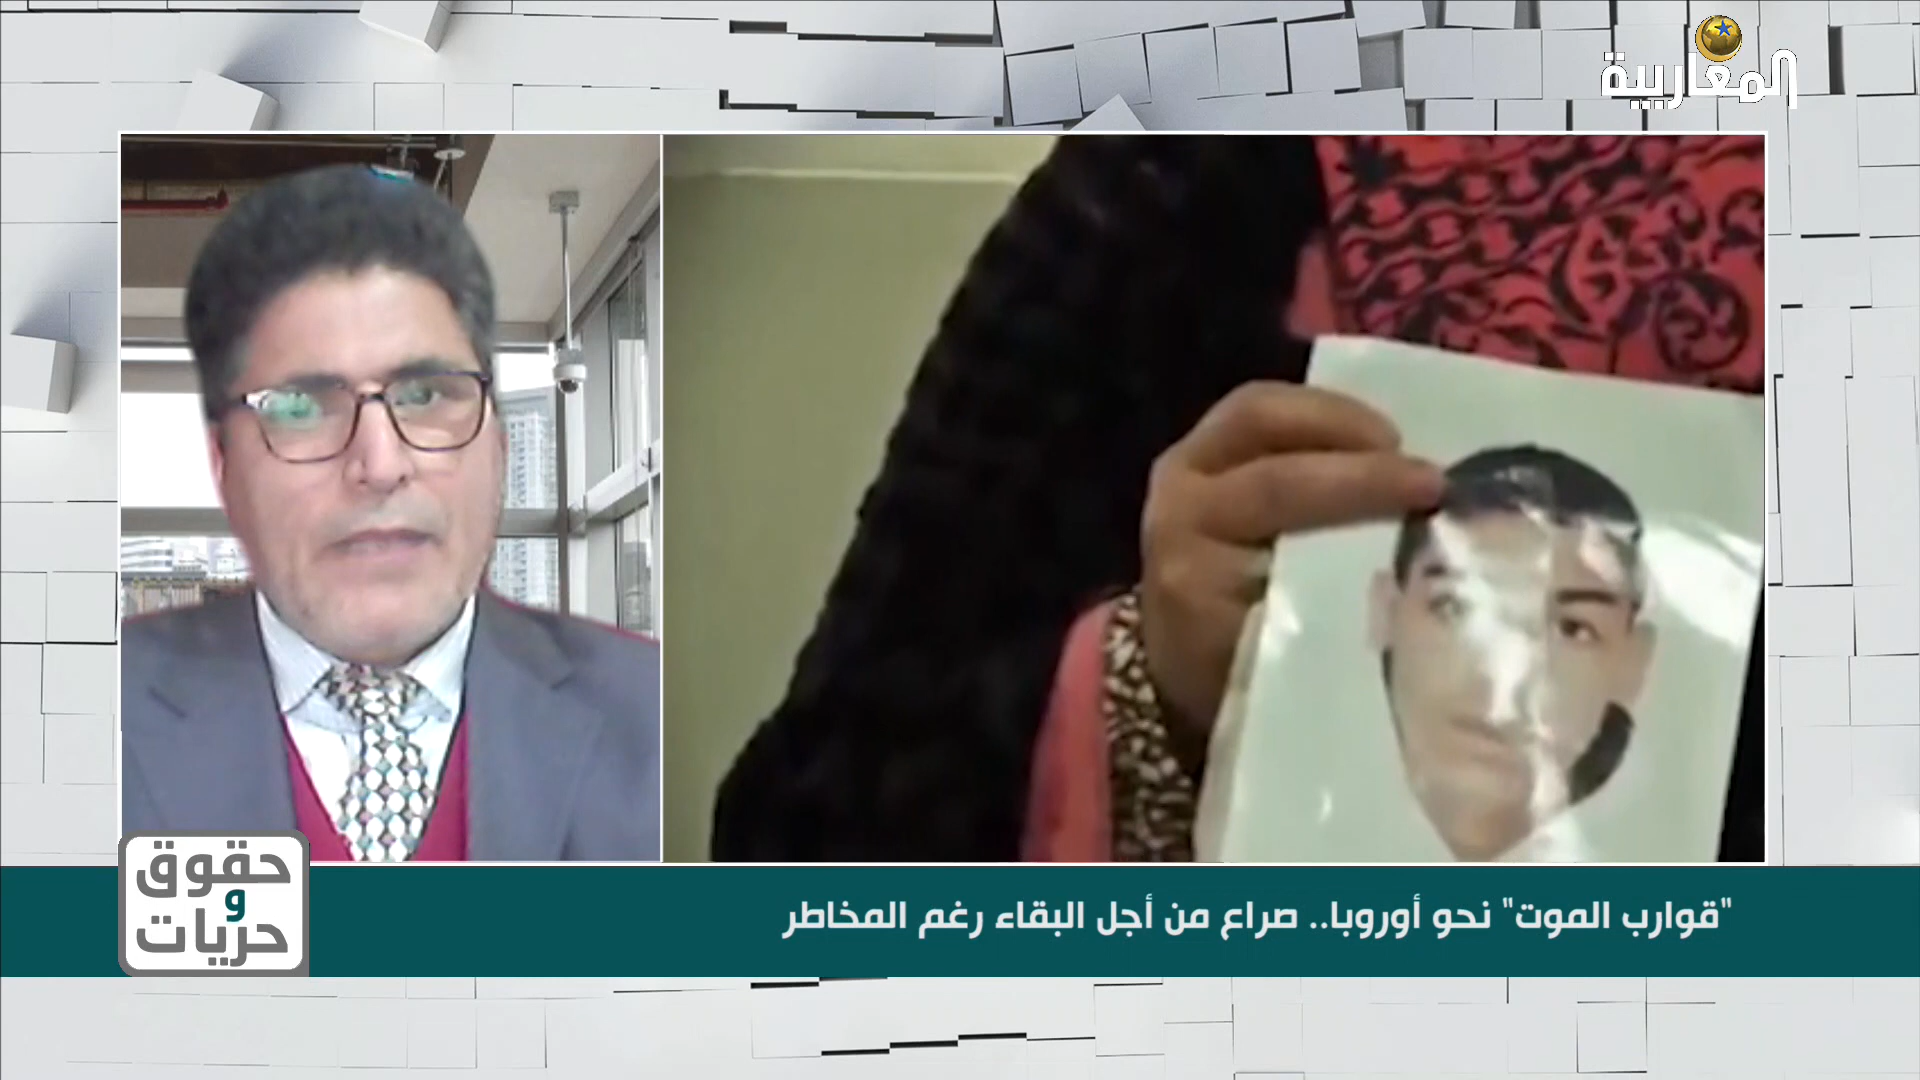 المغاربية
"قوارب الموت" نحو أوروبا.. صراع من أجل البقاء رغم المخاطر
حقوق
و
حريات